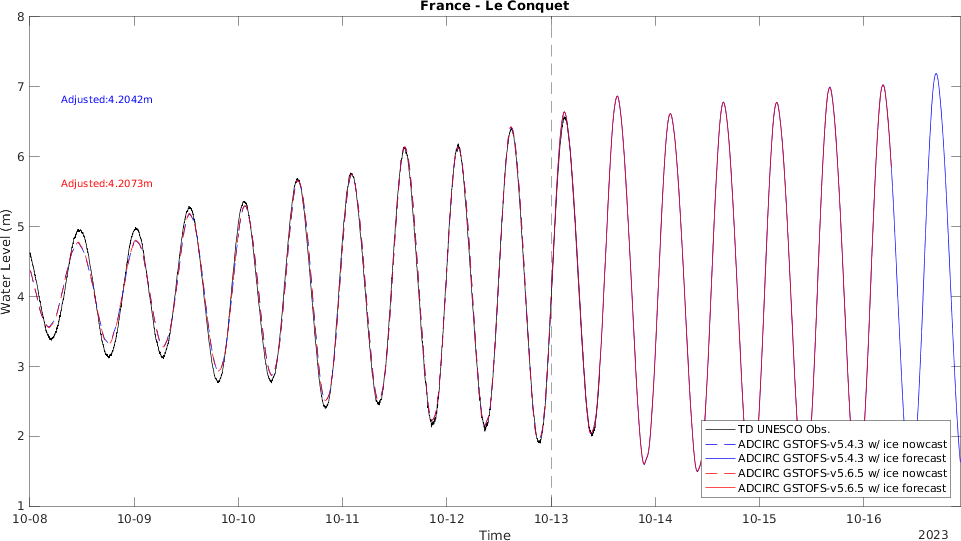 France - Le Conquet
8
7
6
5
4
3
2
1
Water Level (m)
Adjusted:4.2042m
Adjusted:4.2073m
TD UNESCO Obs.
ADCIRC GSTOFS-v5.4.3 w/ ice nowcast
ADCIRC GSTOFS-v5.4.3 w/ ice forecast
ADCIRC GSTOFS-v5.6.5 w/ ice nowcast
ADCIRC GSTOFS-v5.6.5 w/ ice forecast
10-08 10-09 10-10 10-11 10-12 10-13 10-14 10-15 10-16
Time
2023